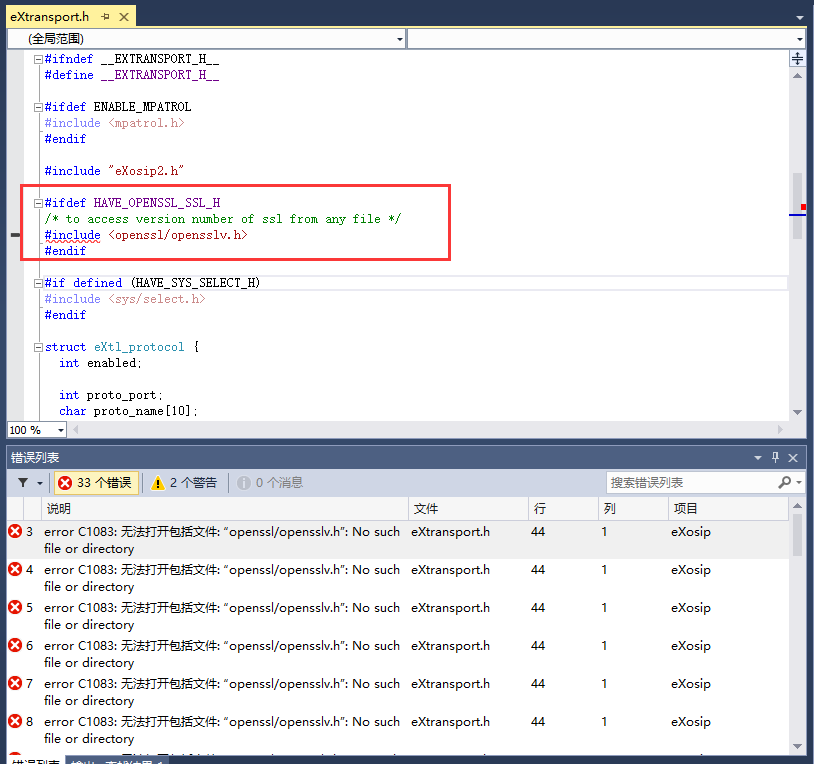 eXtransport.h
(全局范围)
#ifndef __EXTRANSPORT_H__
#define __EXTRANSPORT_H__
#ifdef ENABLE_MPATROL
#include <mpatrol.h>
#endif
#include "eXosip2.h"
#ifdef HAVE_OPENSSL_SSL_H
/* to access version number of ssl from any file */
#include <openssl/opensslv.h>
#endif
#if defined (HAVE_SYS_SELECT_H)
#include <sys/select.h>
#endif
struct eXtl_protocol {
int enabled;
int proto_port;
char proto_name[10];
100 %
错误列表
33 个错误 2 个警告 0 个消息 搜索错误列表
说明 文件 行 列 项目
3 error C1083: 无法打开包括文件: “openssl/opensslv.h”: No such eXtransport.h 44 1 eXosip
file or directory
4 error C1083: 无法打开包括文件: “openssl/opensslv.h”: No such eXtransport.h 44 1 eXosip
file or directory
5 error C1083: 无法打开包括文件: “openssl/opensslv.h”: No such eXtransport.h 44 1 eXosip
file or directory
6 error C1083: 无法打开包括文件: “openssl/opensslv.h”: No such eXtransport.h 44 1 eXosip
file or directory
7 error C1083: 无法打开包括文件: “openssl/opensslv.h”: No such eXtransport.h 44 1 eXosip
file or directory
8 error C1083: 无法打开包括文件: “openssl/opensslv.h”: No such eXtransport.h 44 1 eXosip
file or directory
错误列表